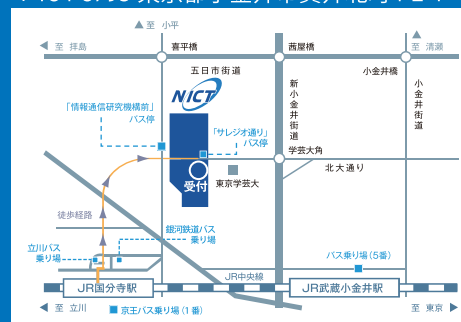 至 小平
至 拝島
喜平橋
茜屋橋
至 清瀬
五日市街道
小金井橋
NICT
新小金井街道
小金井街道
「情報通信研究機構前」
バス停
「サレジオ通り」
バス停
学芸大角
受付
東京学芸大
北大通り
徒歩経路
銀河鉄道バス
乗り場
立川バス
乗り場
バス乗り場(5番)
JR中央線
JR国分寺駅
JR武蔵小金井駅
至 立川
京王バス乗り場(1番)
至 東京